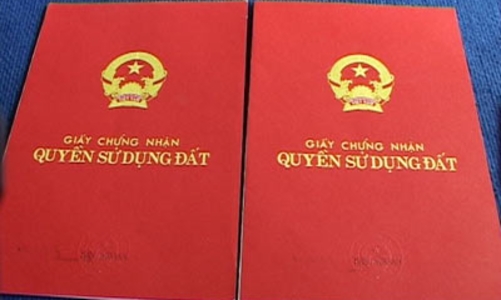 GIẤY CHỨNG NHẬN
QUYỀN SỬ DỤNG ĐẤT
GIẤY CHỨNG NHẬN
QUYỀN SỬ DỤNG ĐẤT